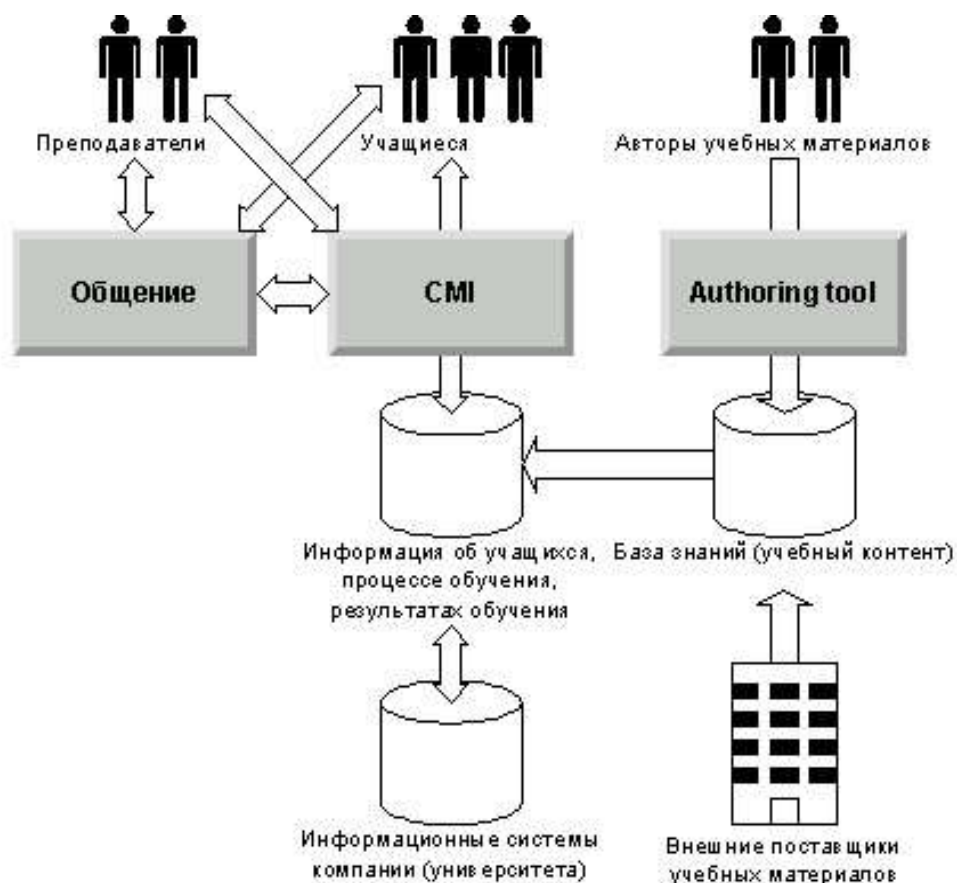 Преподаватели
Учащиеся
Авторы учебных материалов
Общение
CMI
Authoring tool
Информация об учащихся,
процессе обучения,
результатах обучения
База знаний (учебный контент)
Информационные системы
компании (университета)
Внешние поставщики
учебных материалов